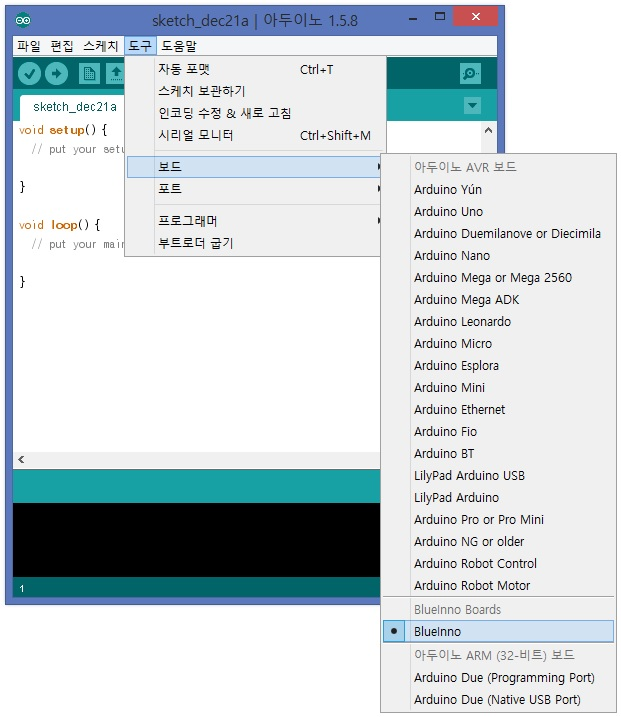 sketch_dec21a | 아두이노 1.5.8
파일 편집 스케치 도구 도움말
자동 포맷 Ctrl+T
스케치 보관하기
인코딩 수정 & 새로 고침
시리얼 모니터 Ctrl+Shift+M
보드
포트
프로그래머
부트로더 굽기
sketch_dec21a
void setup() {
// put your setu
}
void loop() {
// put your main
}
1
아두이노 AVR 보드
Arduino Yún
Arduino Uno
Arduino Duemilanove or Diecimila
Arduino Nano
Arduino Mega or Mega 2560
Arduino Mega ADK
Arduino Leonardo
Arduino Micro
Arduino Esplora
Arduino Mini
Arduino Ethernet
Arduino Fio
Arduino BT
LilyPad Arduino USB
LilyPad Arduino
Arduino Pro or Pro Mini
Arduino NG or older
Arduino Robot Control
Arduino Robot Motor
BlueInno Boards
BlueInno
아두이노 ARM (32-비트) 보드
Arduino Due (Programming Port)
Arduino Due (Native USB Port)